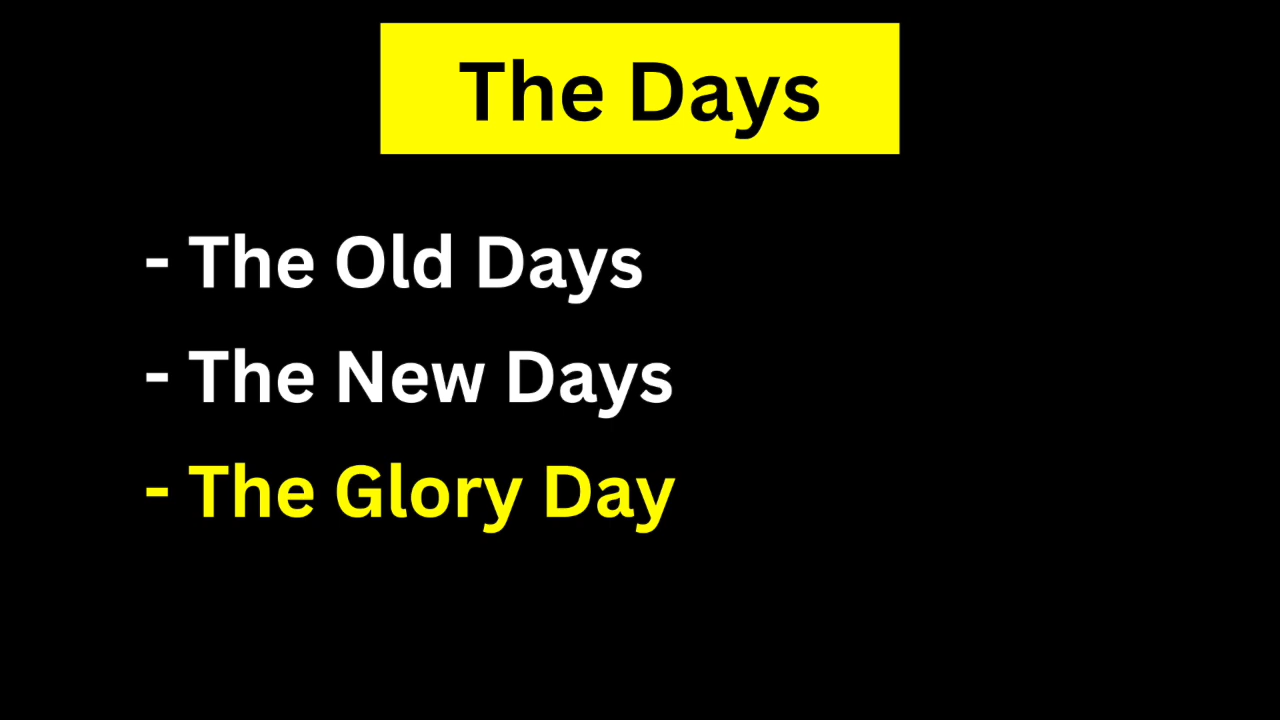 The Days
- The Old Days
- The New Days
- The Glory Day